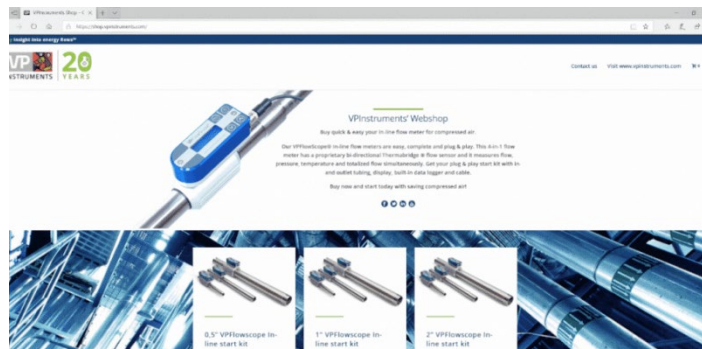 VPInstruments Shop -
https://shop.vpinstruments.com/
insight into energy flows®
VP
INSTRUMENTS
20
YEARS
Contact us Visit www.vpinstruments.com
VPInstruments' Webshop
Buy quick & easy your in-line flow meter for compressed air.
Our VPFlowScope® in-line flow meters are easy, complete and plug & play. This 4-in-1 flow
meter has a proprietary bi-directional Thermabridge ® flow sensor and it measures flow,
pressure, temperature and totalized flow simultaneously. Get your plug & play start kit with in-
and outlet tubing, display, built in data logger and cable.
Buy now and start today with saving compressed air!
0,5" VPFlowscope In-
line start kit
1" VPFlowscope In-
line start kit
2" VPFlowscope In-
line start kit